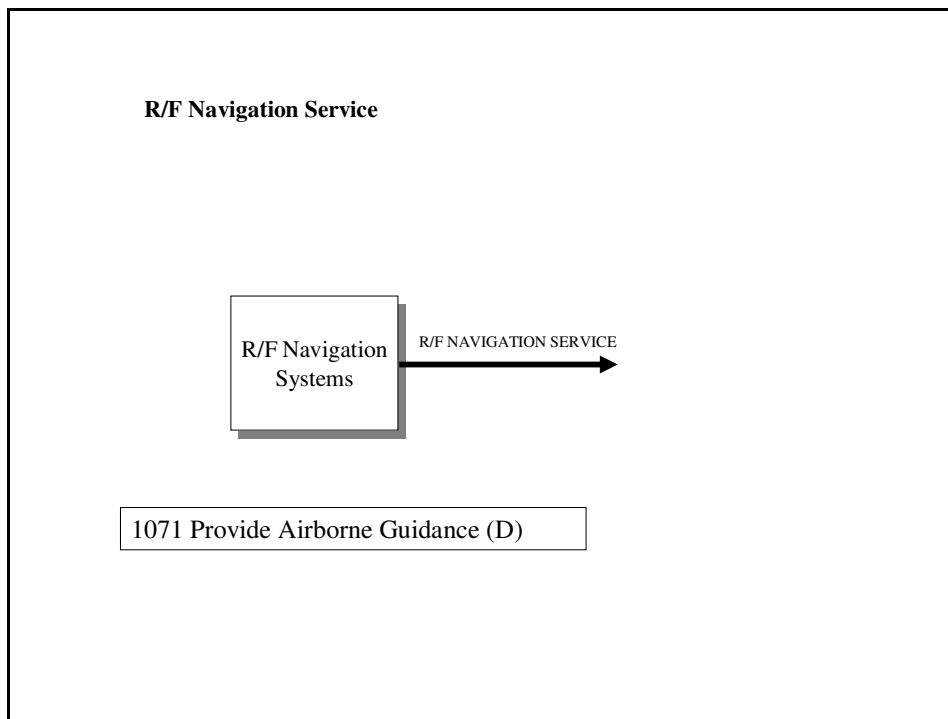 R/F Navigation Service
R/F NAVIGATION SERVICE
R/F Navigation
Systems
1071 Provide Airborne Guidance (D)